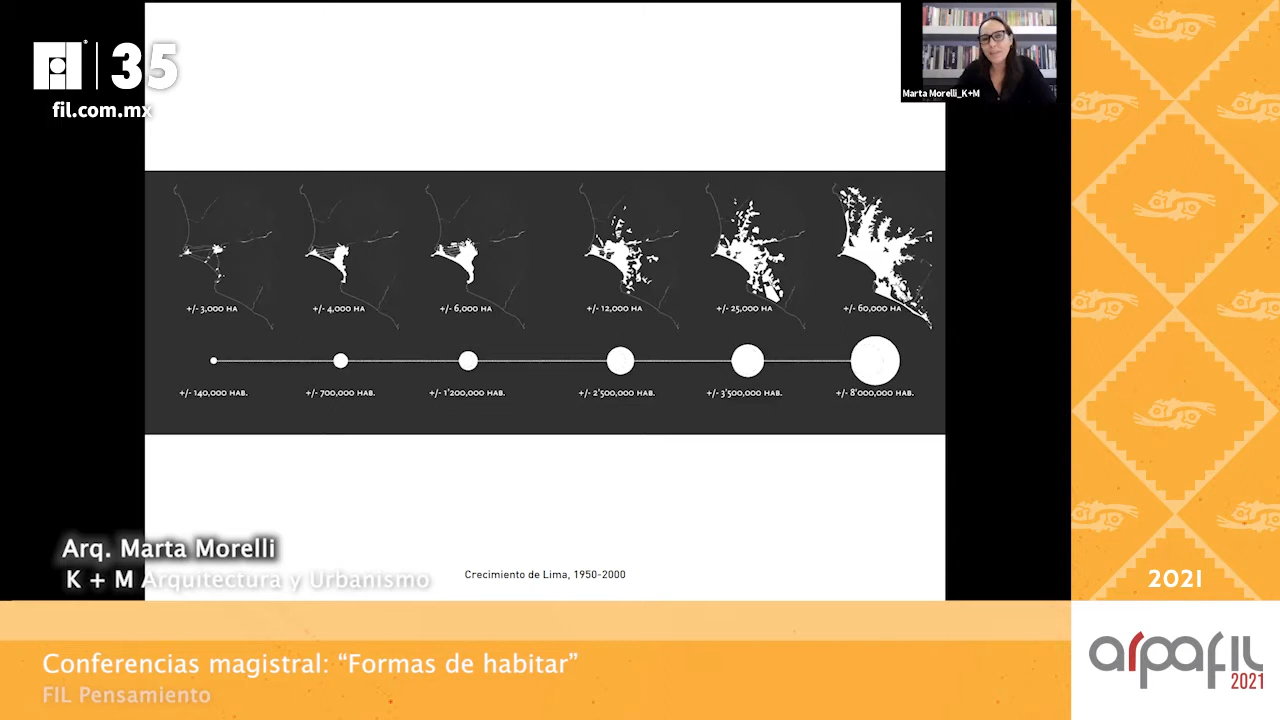 FIL 35
fil.com.mx
Marta Morelli_K+M
+/- 3,000 HA
+/- 4,000 HA
+/- 6,000 HA
+/- 12,000 HA
+/- 25,000 HA
+/- 60,000 HA
+/- 140,000 HAB.
+/- 700,000 HAB.
+/- 1'200,000 HAB.
+/- 2'500,000 HAB.
+/- 3'500,000 HAB.
+/- 8'000,000 HAB.
Arq. Marta Morelli
K + M Arquitectura y Urbanismo
Crecimiento de Lima, 1950-2000
2021
Conferencias magistral: “Formas de habitar”
FIL Pensamiento
arpafil
2021